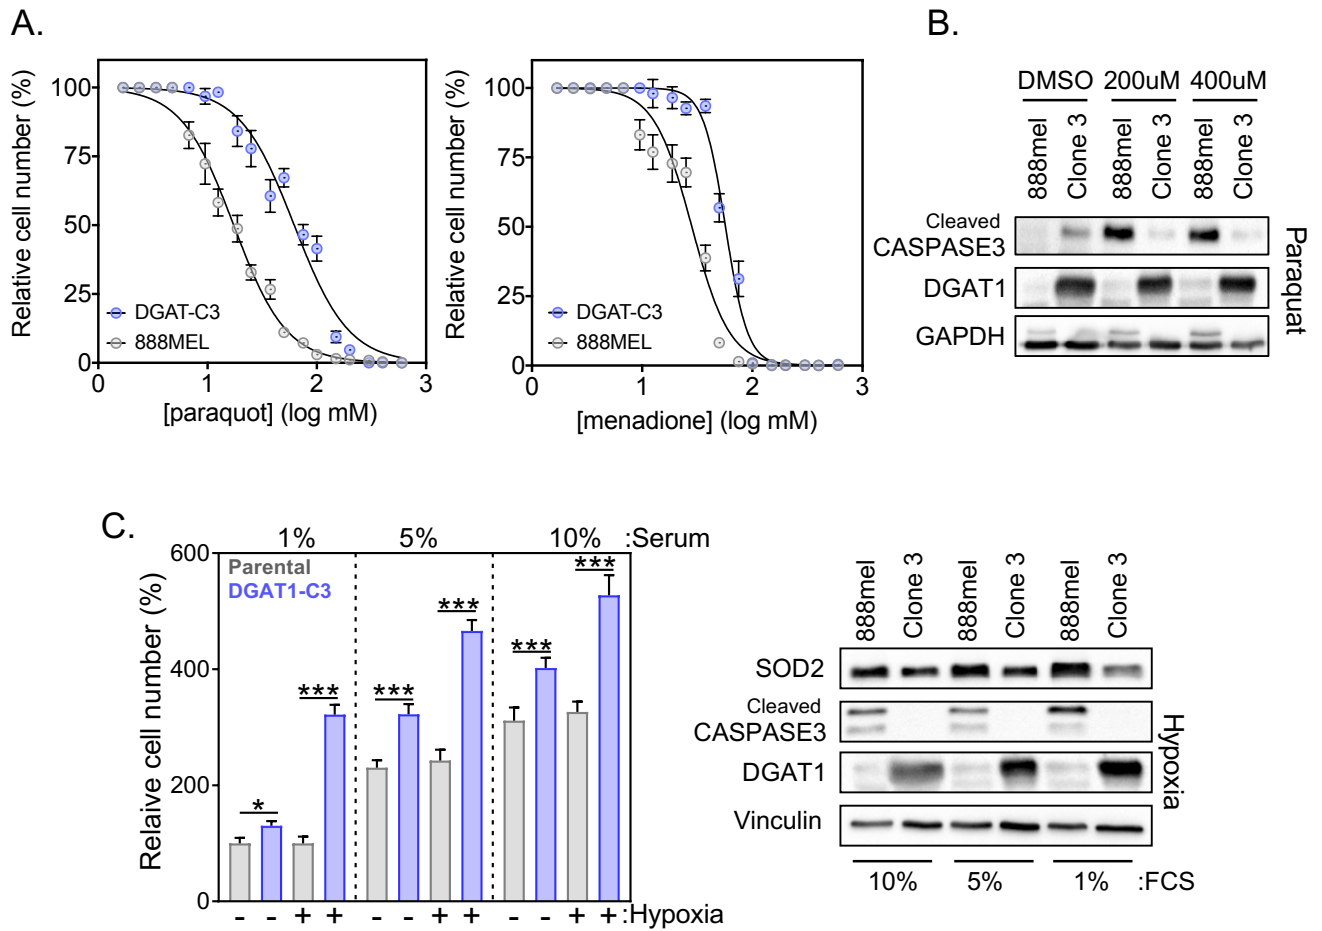 A.
B.
Relative cell number (%)
100
75
50
25
0
DGAT-C3
888MEL
0 1 2 3
[paraquot] (log mM)
Relative cell number (%)
100
75
50
25
0
DGAT-C3
888MEL
0 1 2 3
[menadione] (log mM)
DMSO 200uM 400uM
888mel Clone 3 888mel Clone 3 888mel Clone 3
Cleaved
CASPASE3
DGAT1
GAPDH
Paraquat
C.
1% 5% 10% :Serum
Parental
DGAT1-C3
Relaive cell number (%)
600
400
200
0
* *** *** *** *** ***
- - + + - - + + - - + + :Hypoxia
888mel Clone 3 888mel Clone 3 888mel Clone 3
SOD2
Cleaved
CASPASE3
DGAT1
Vinculin
Hypoxia
10% 5% 1% :FCS